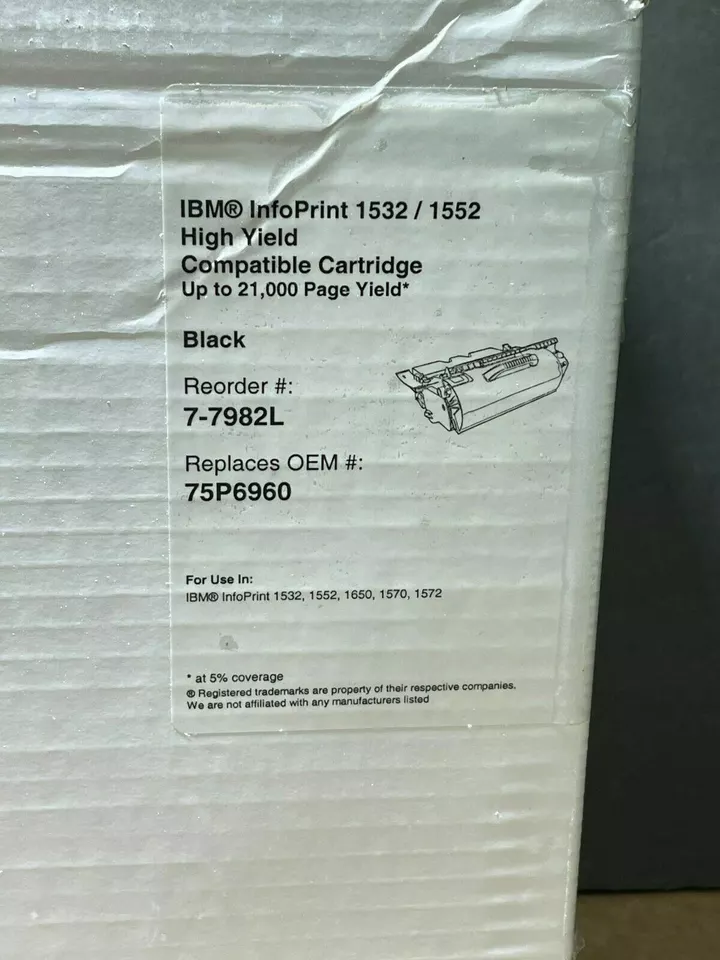 IBM® InfoPrint 1532 / 1552
High Yield
Compatible Cartridge
Up to 21,000 Page Yield*
Black
Reorder #:
7-7982L
Replaces OEM #:
75P6960
For Use In:
IBM® InfoPrint 1532, 1552, 1650, 1570, 1572
* at 5% coverage
® Registered trademarks are property of their respective companies.
We are not affiliated with any manufacturers listed